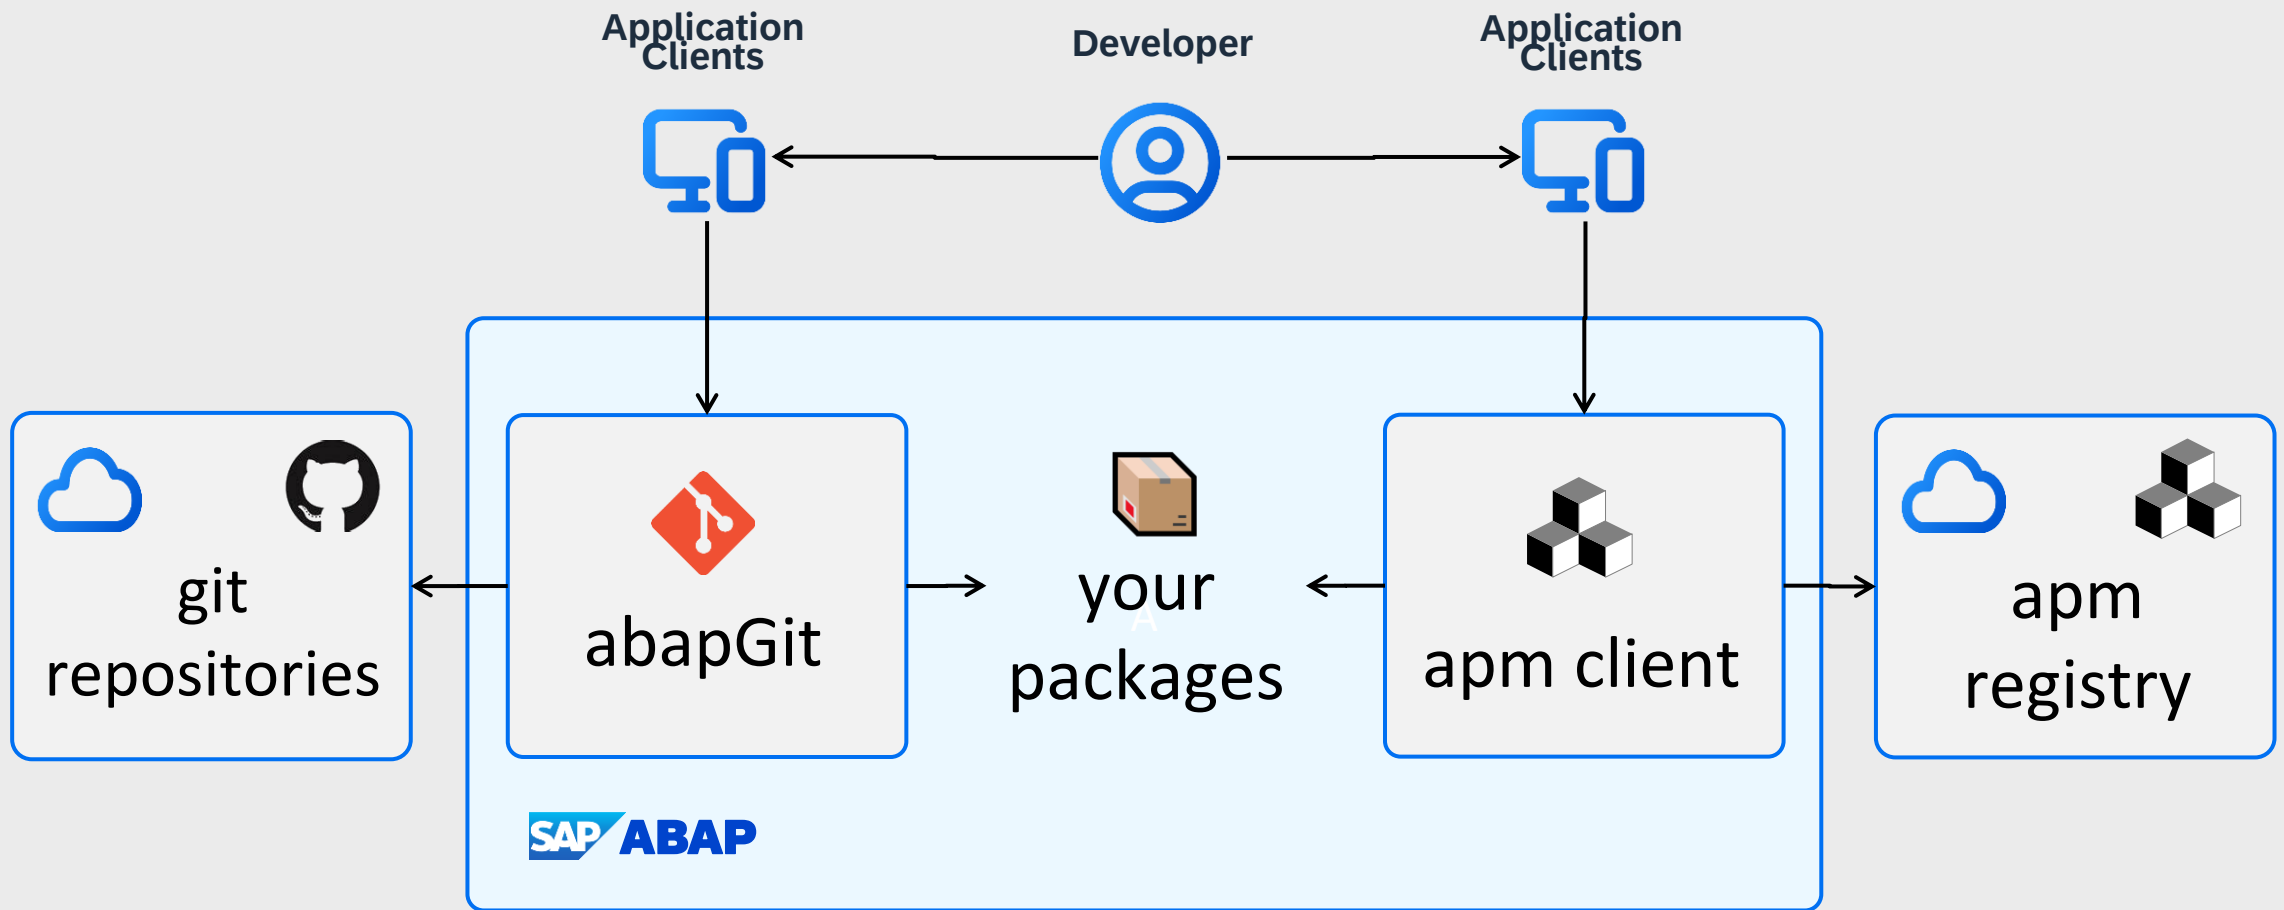 Application
Clients
Developer
Application
Clients
git
repositories
abapGit
your
A
packages
apm client
apm
registry
SAP ABAP